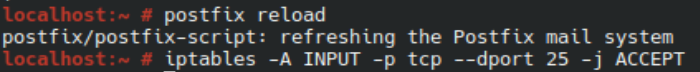 localhost:~ # postfix reload
postfix/postfix-script: refreshing the Postfix mail system
localhost:~ # iptables -A INPUT -p tcp --dport 25 -j ACCEPT